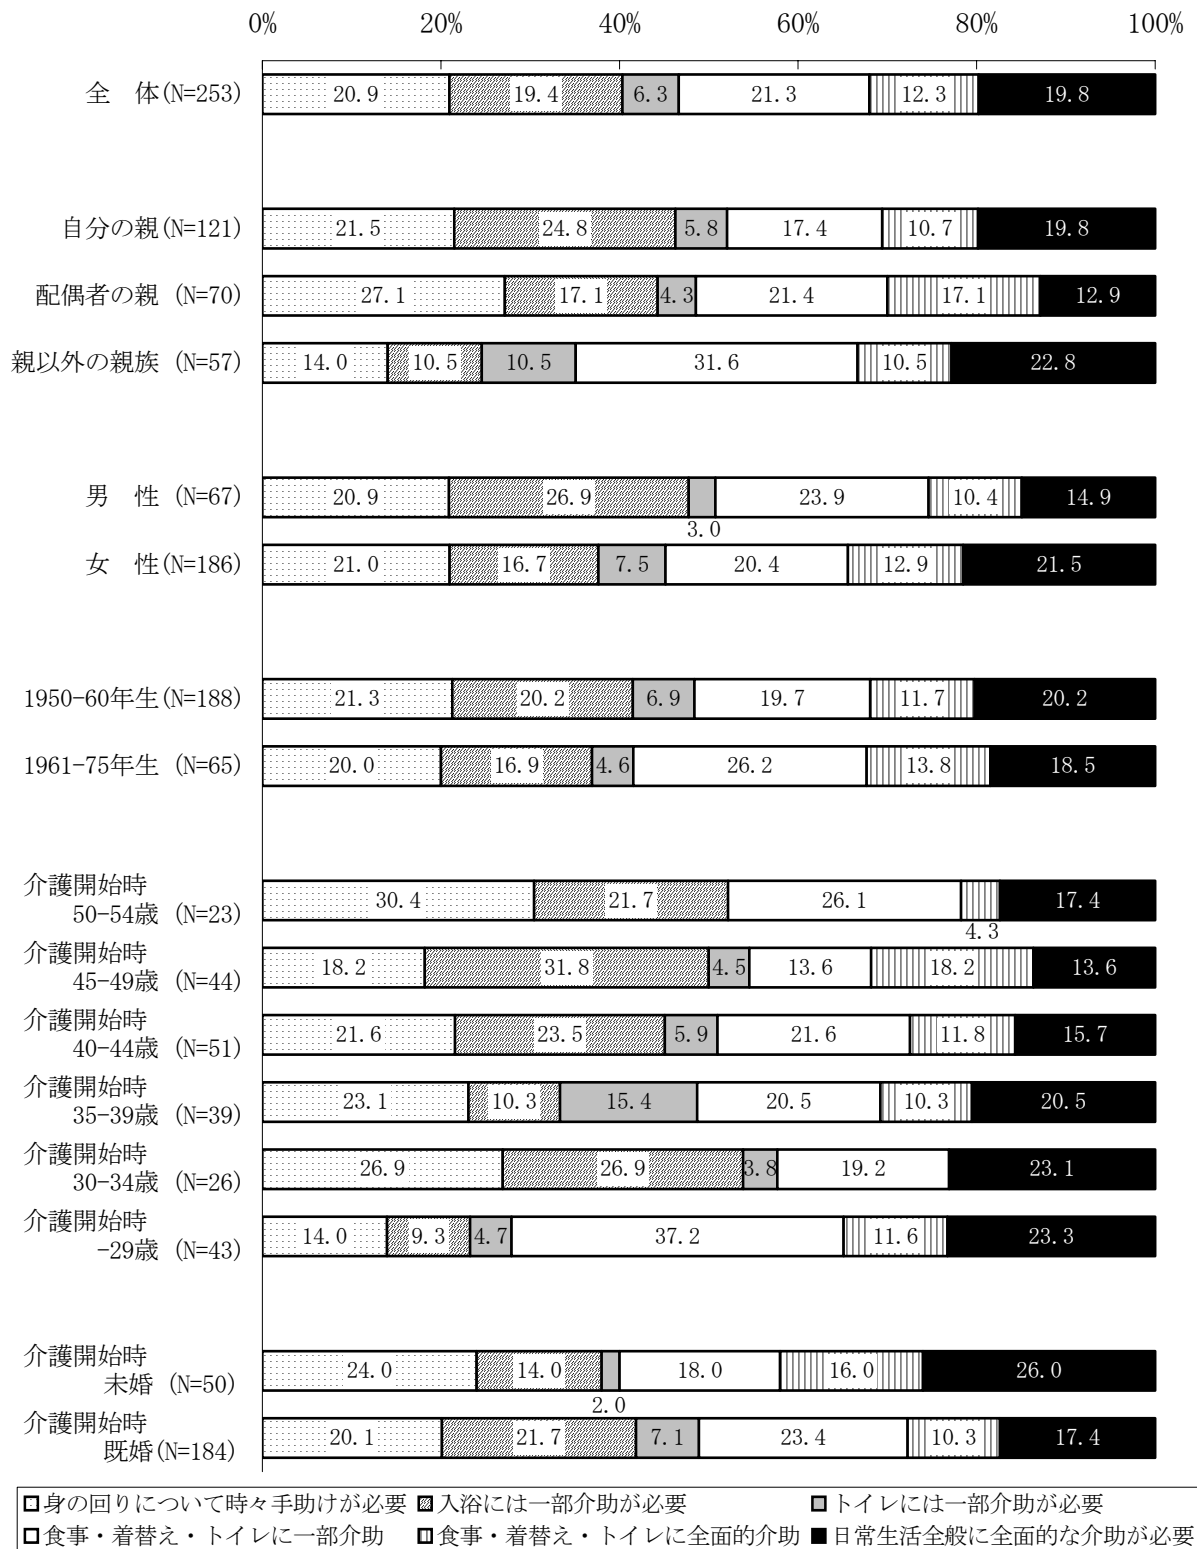 0% 20% 40% 60% 80% 100%
全 体(N=253) 20.9 19.4 6.3 21.3 12.3 19.8
自分の親(N=121) 21.5 24.8 5.8 17.4 10.7 19.8
配偶者の親 (N=70) 27.1 17.1 4.3 21.4 17.1 12.9
親以外の親族 (N=57) 14.0 10.5 10.5 31.6 10.5 22.8
男 性 (N=67) 20.9 26.9 23.9 10.4 14.9
3.0
女 性(N=186) 21.0 16.7 7.5 20.4 12.9 21.5
1950-60年生(N=188) 21.3 20.2 6.9 19.7 11.7 20.2
1961-75年生 (N=65) 20.0 16.9 4.6 26.2 13.8 18.5
介護開始時
50-54歳 (N=23) 30.4 21.7 26.1 17.4
4.3
介護開始時
45-49歳 (N=44) 18.2 31.8 4.5 13.6 18.2 13.6
介護開始時
40-44歳 (N=51) 21.6 23.5 5.9 21.6 11.8 15.7
介護開始時
35-39歳 (N=39) 23.1 10.3 15.4 20.5 10.3 20.5
介護開始時
30-34歳 (N=26) 26.9 26.9 3.8 19.2 23.1
介護開始時
-29歳 (N=43) 14.0 9.3 4.7 37.2 11.6 23.3
介護開始時
未婚 (N=50) 24.0 14.0 18.0 16.0 26.0
2.0
介護開始時
既婚(N=184) 20.1 21.7 7.1 23.4 10.3 17.4
身の回りについて時々手助けが必要 入浴には一部介助が必要 トイレには一部介助が必要
食事・着替え・トイレに一部介助 食事・着替え・トイレに全面的介助 日常生活全般に全面的な介助が必要